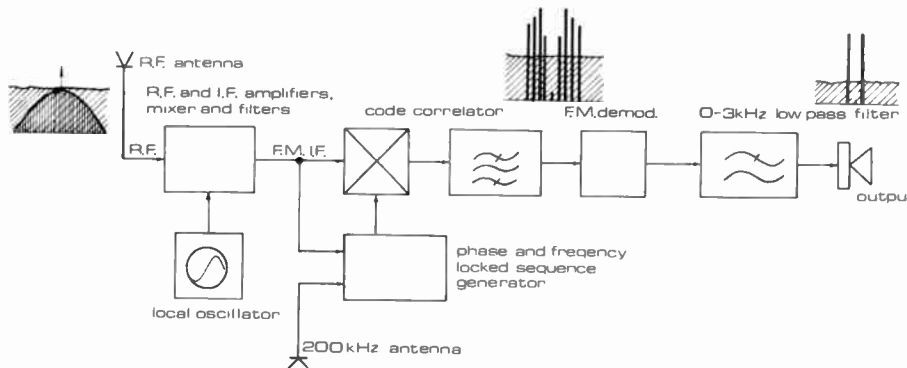 R.F. antenna
R.F. and I.F. amplifiers,
mixer and filters
code correlator
F.M. demod.
0-3kHz low pass filter
R.F.
F.M. I.F.
output
phase and freqency
locked sequence
generator
local oscillator
200kHz antenna